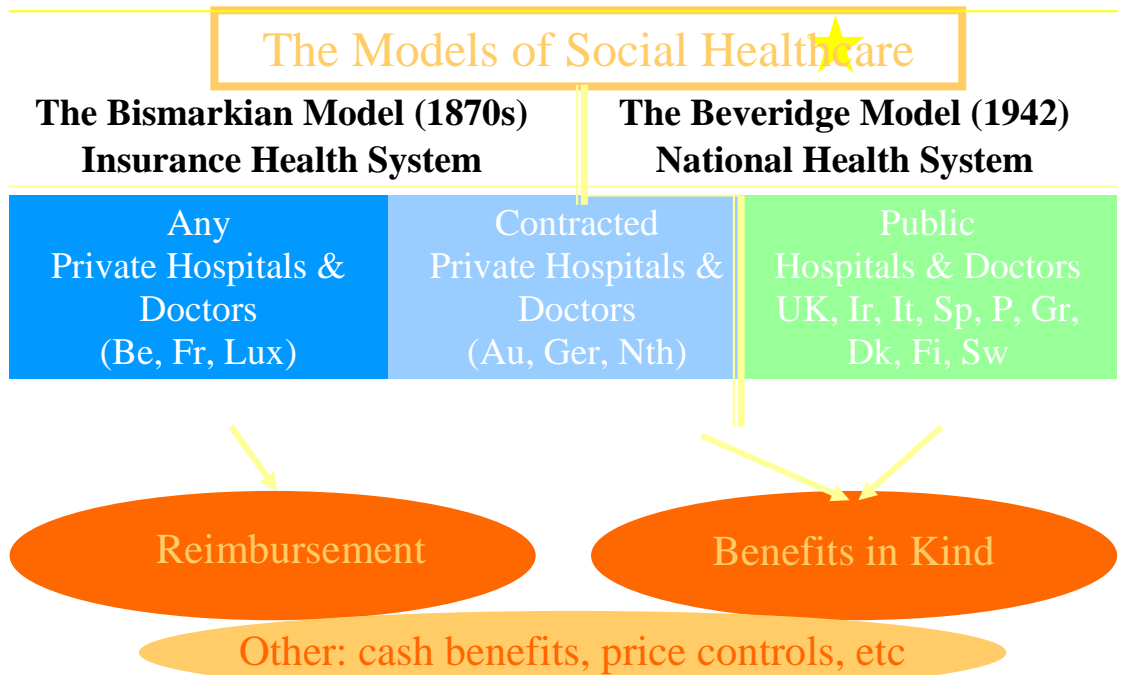 The Models of Social Healthcare
The Bismarkian Model (1870s)
Insurance Health System
The Beveridge Model (1942)
National Health System
Any
Private Hospitals &
Doctors
(Be, Fr, Lux)
Contracted
Private Hospitals &
Doctors
(Au, Ger, Nth)
Public
Hospitals & Doctors
UK, Ir, It, Sp, P, Gr,
Dk, Fi, Sw
Reimbursement
Benefits in Kind
Other: cash benefits, price controls, etc